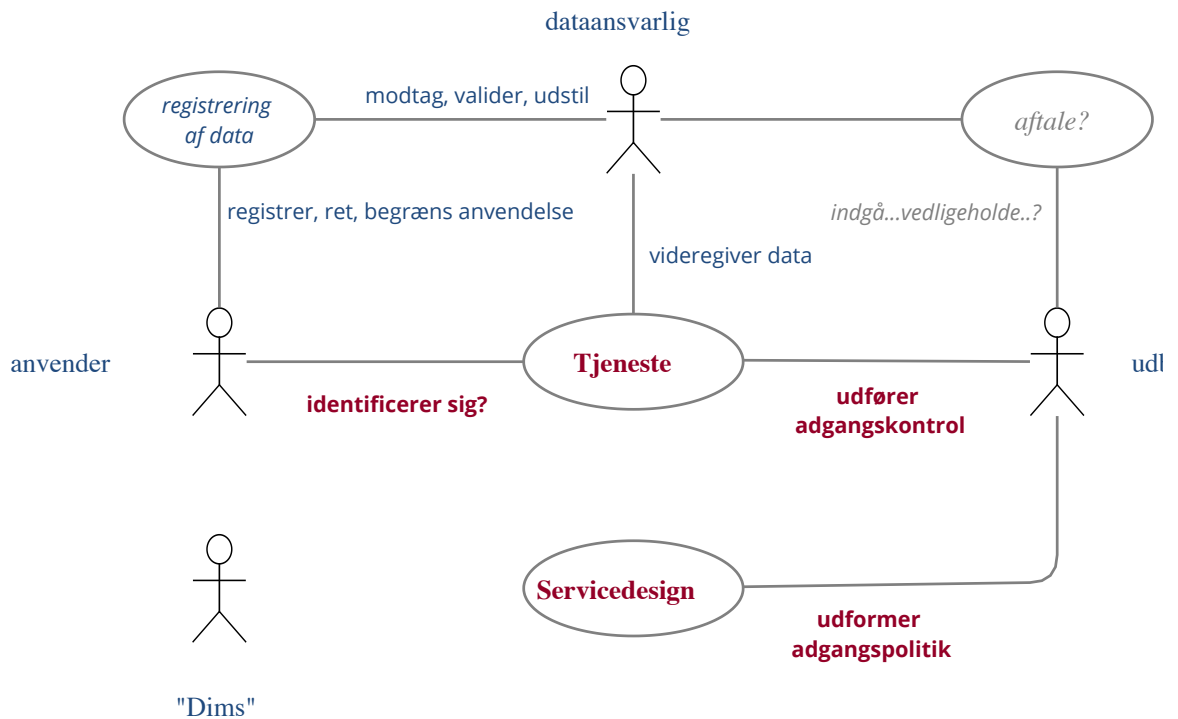 dataansvarlig
registrering
af data
modtag, valider, udstil
aftale?
registrer, ret, begræns anvendelse
indgå...vedligeholde..?
videregiver data
anvender
Tjeneste
identificerer sig?
udfører
adgangskontrol
Servicedesign
udformer
adgangspolitik
"Dims"